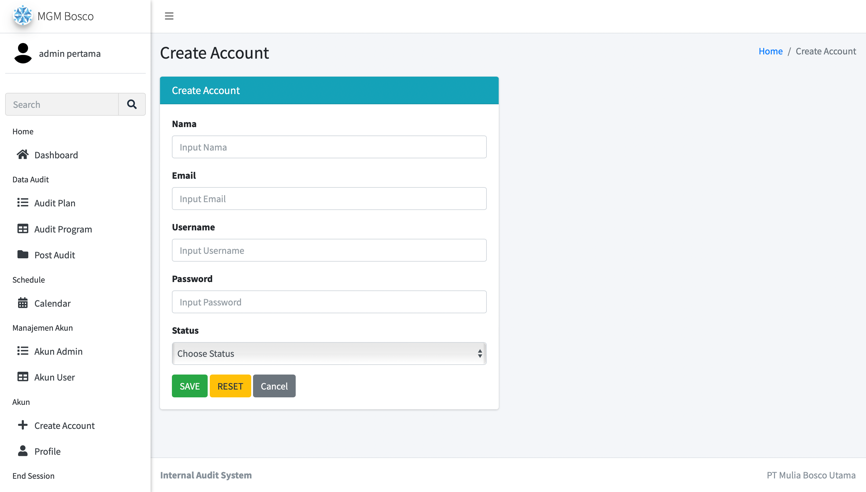 MGM Bosco
admin pertama
Search
Home
Dashboard
Data Audit
Audit Plan
Audit Program
Post Audit
Schedule
Calendar
Manajemen Akun
Akun Admin
Akun User
Akun
Create Account
Profile
End Session
Create Account
Home / Create Account
Create Account
Nama
Input Nama
Email
Input Email
Username
Input Username
Password
Input Password
Status
Choose Status
SAVE RESET Cancel
Internal Audit System
PT Mulia Bosco Utama